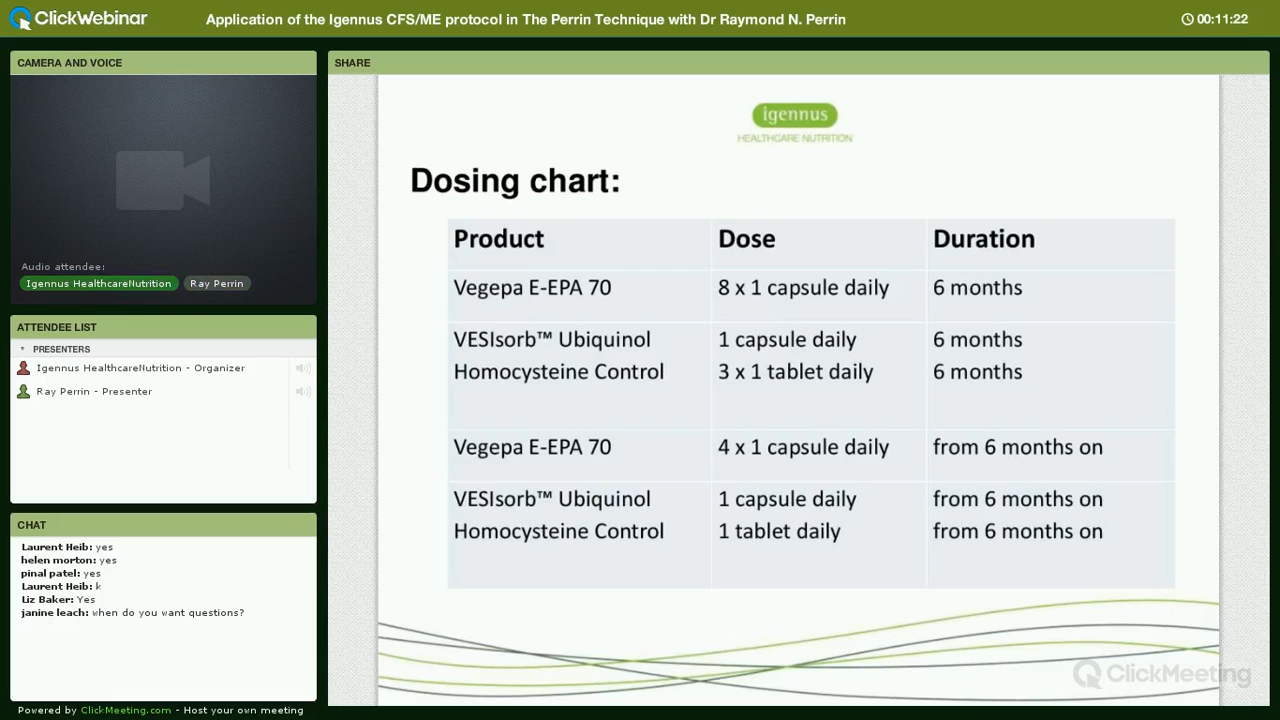 ClickWebinar
Application of the Igennus CFS/ME protocol in The Perrin Technique with Dr Raymond N. Perrin
00:11:22
CAMERA AND VOICE
Audio attendee:
Igennus HealthcareNutrition
Ray Perrin
ATTENDEE LIST
PRESENTERS
Igennus HealthcareNutrition - Organizer
Ray Perrin - Presenter
CHAT
Laurent Heib: yes
helen morton: yes
pinal patel: yes
Laurent Heib: k
Liz Baker: Yes
janine leach: when do you want questions?
Powered by ClickMeeting.com - Host your own meeting
SHARE
igennus
HEALTHCARE NUTRITION
Dosing chart:
Product Dose Duration
Vegepa E-EPA 70 8 x 1 capsule daily 6 months
VESIsorb™ Ubiquinol 1 capsule daily 6 months
Homocysteine Control 3 x 1 tablet daily 6 months
Vegepa E-EPA 70 4 x 1 capsule daily from 6 months on
VESIsorb™ Ubiquinol 1 capsule daily from 6 months on
Homocysteine Control 1 tablet daily from 6 months on
ClickMeeting